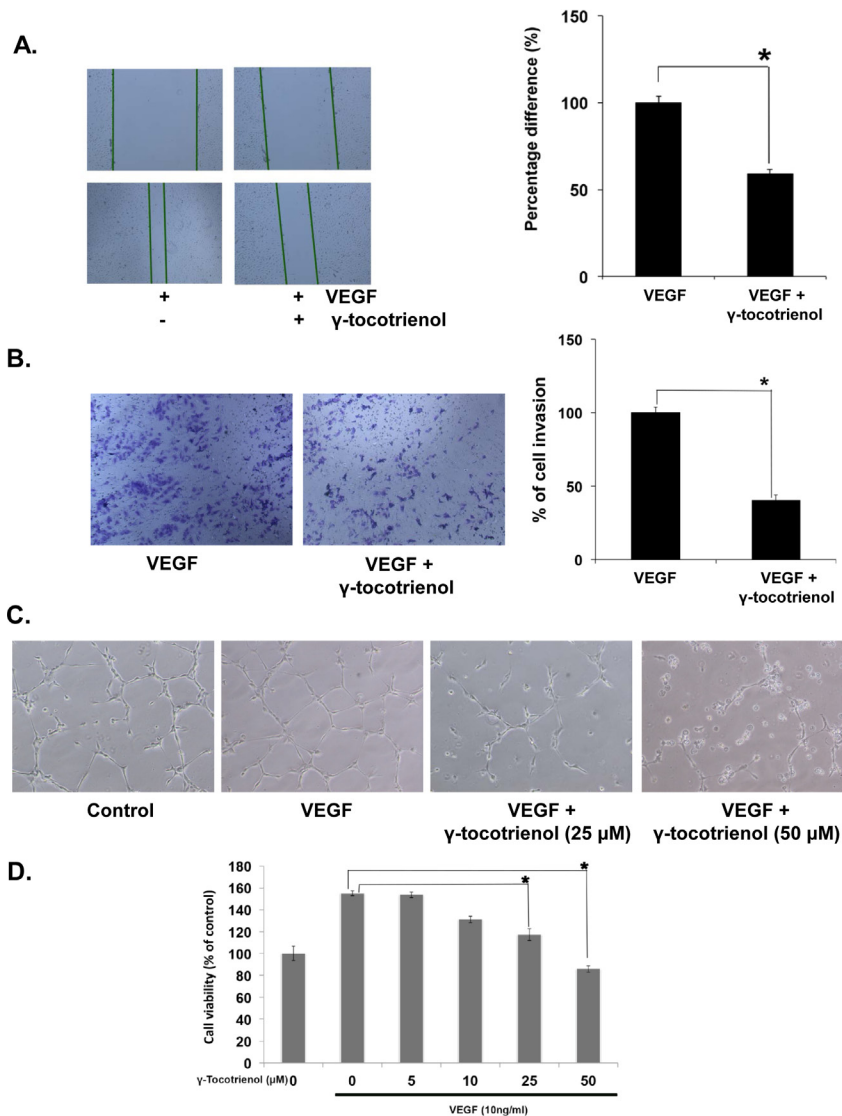 A.
+ + VEGF
- + γ-tocotrienol
Percentage difference (%)
150
100
50
0
*
VEGF VEGF +
γ-tocotrienol
B.
VEGF VEGF +
γ-tocotrienol
% of cell invasion
150
100
50
0
*
VEGF VEGF +
γ-tocotrienol
C.
Control VEGF VEGF + VEGF +
γ-tocotrienol (25 μM) γ-tocotrienol (50 μM)
D.
Call viability (% of control)
180
160
140
120
100
80
60
40
20
0
* *
γ-Tocotrienol (μM) 0 0 5 10 25 50
VEGF (10ng/ml)